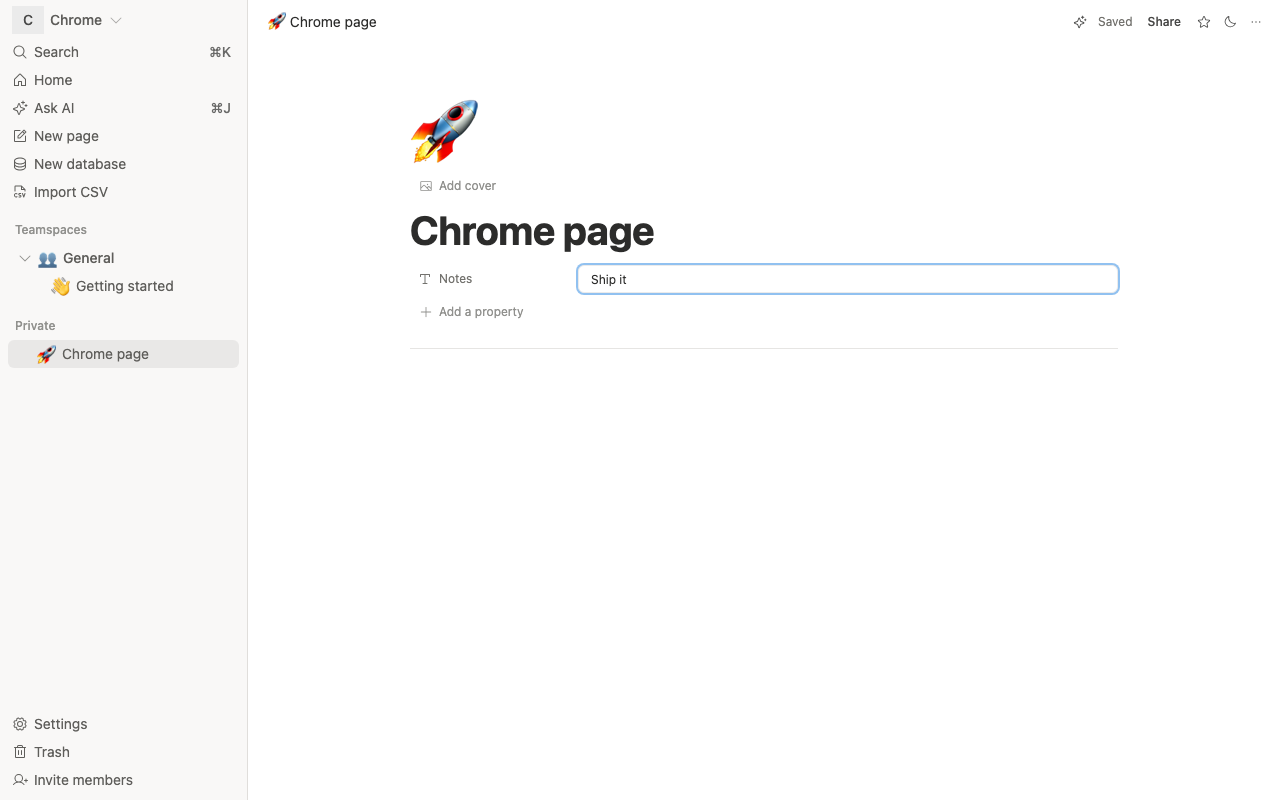 C Chrome
Search ⌘K
Home
Ask AI ⌘J
New page
New database
Import CSV
Teamspaces
General
Getting started
Private
Chrome page
Settings
Trash
Invite members
Chrome page
Saved Share
Add cover
Chrome page
Notes Ship it
Add a property